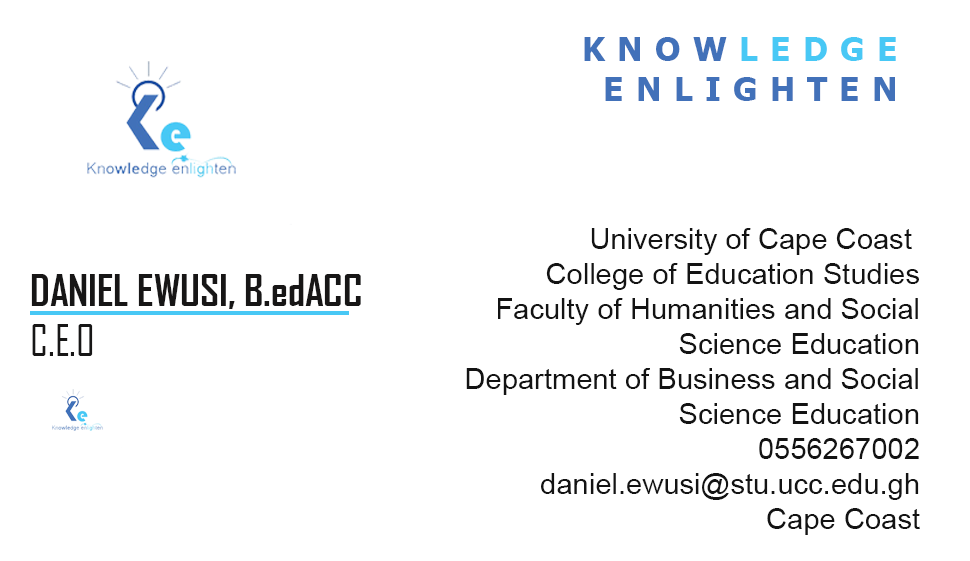 KNOWLEDGE
ENLIGHTEN
Ke
Knowledge enlighten
DANIEL EWUSI, B.edACC
C.E.O
Ke
Knowledge enlighten
University of Cape Coast
College of Education Studies
Faculty of Humanities and Social
Science Education
Department of Business and Social
Science Education
0556267002
daniel.ewusi@stu.ucc.edu.gh
Cape Coast